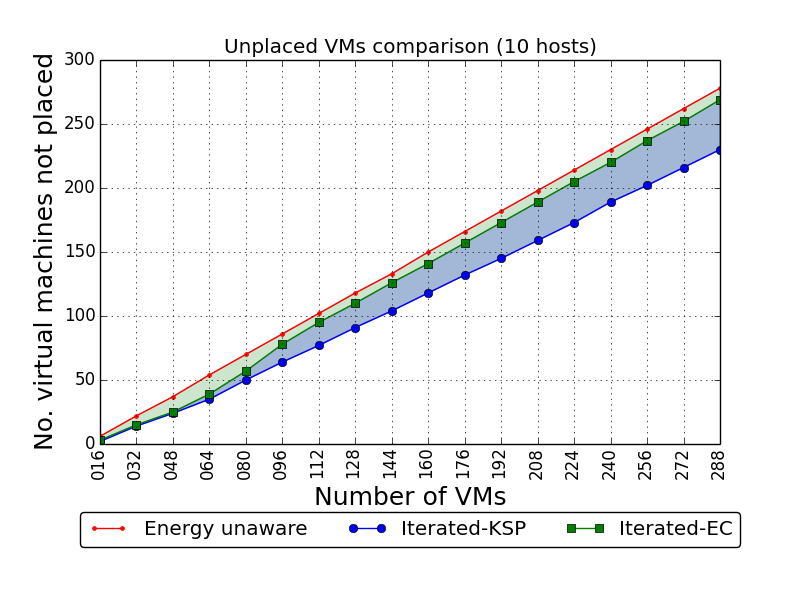 Unplaced VMs comparison (10 hosts)
No. virtual machines not placed
300
250
200
150
100
50
0
016 032 048 064 080 096 112 128 144 160 176 192 208 224 240 256 272 288
Number of VMs
Energy unaware Iterated-KSP Iterated-EC